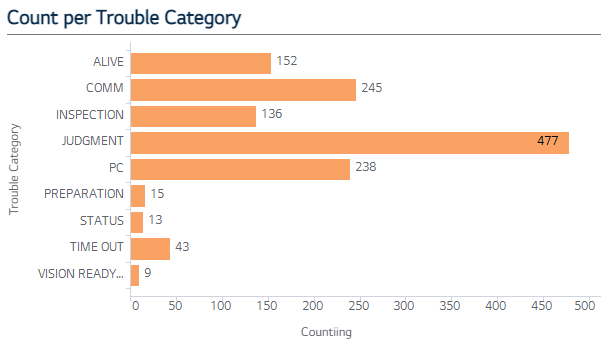 Count per Trouble Category
Trouble Category
ALIVE 152
COMM 245
INSPECTION 136
JUDGMENT 477
PC 238
PREPARATION 15
STATUS 13
TIME OUT 43
VISION READY... 9
0 50 100 150 200 250 300 350 400 450 500
Countiing